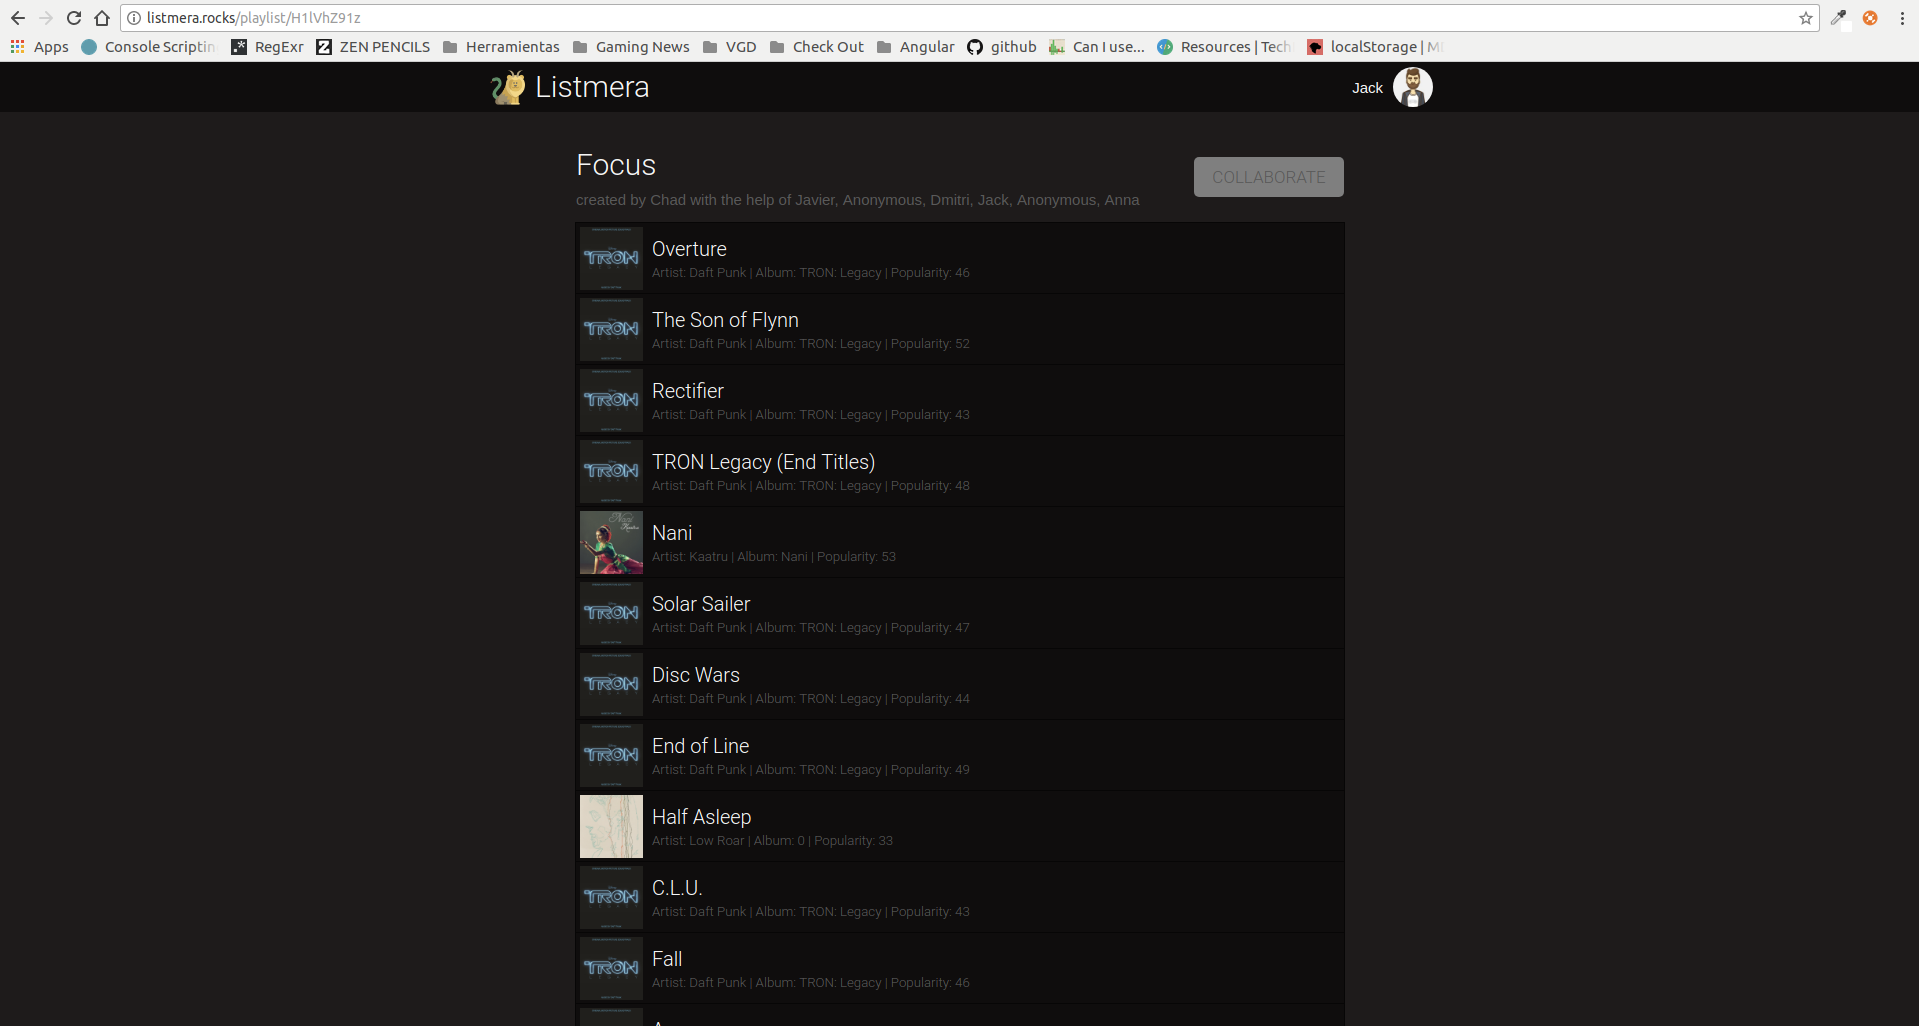 listmera.rocks/playlist/H1lVhZ91z
Apps Console Scriptin RegExr ZEN PENCILS Herramientas Gaming News VGD Check Out Angular github Can I use... Resources | Tech localStorage | M
Listmera Jack
Focus
COLLABORATE
created by Chad with the help of Javier, Anonymous, Dmitri, Jack, Anonymous, Anna
TRON
Overture
Artist: Daft Punk | Album: TRON: Legacy | Popularity: 46
TRON
The Son of Flynn
Artist: Daft Punk | Album: TRON: Legacy | Popularity: 52
TRON
Rectifier
Artist: Daft Punk | Album: TRON: Legacy | Popularity: 43
TRON
TRON Legacy (End Titles)
Artist: Daft Punk | Album: TRON: Legacy | Popularity: 48
Nani
Artist: Kaatru | Album: Nani | Popularity: 53
TRON
Solar Sailer
Artist: Daft Punk | Album: TRON: Legacy | Popularity: 47
TRON
Disc Wars
Artist: Daft Punk | Album: TRON: Legacy | Popularity: 44
TRON
End of Line
Artist: Daft Punk | Album: TRON: Legacy | Popularity: 49
Half Asleep
Artist: Low Roar | Album: 0 | Popularity: 33
TRON
C.L.U.
Artist: Daft Punk | Album: TRON: Legacy | Popularity: 43
TRON
Fall
Artist: Daft Punk | Album: TRON: Legacy | Popularity: 46